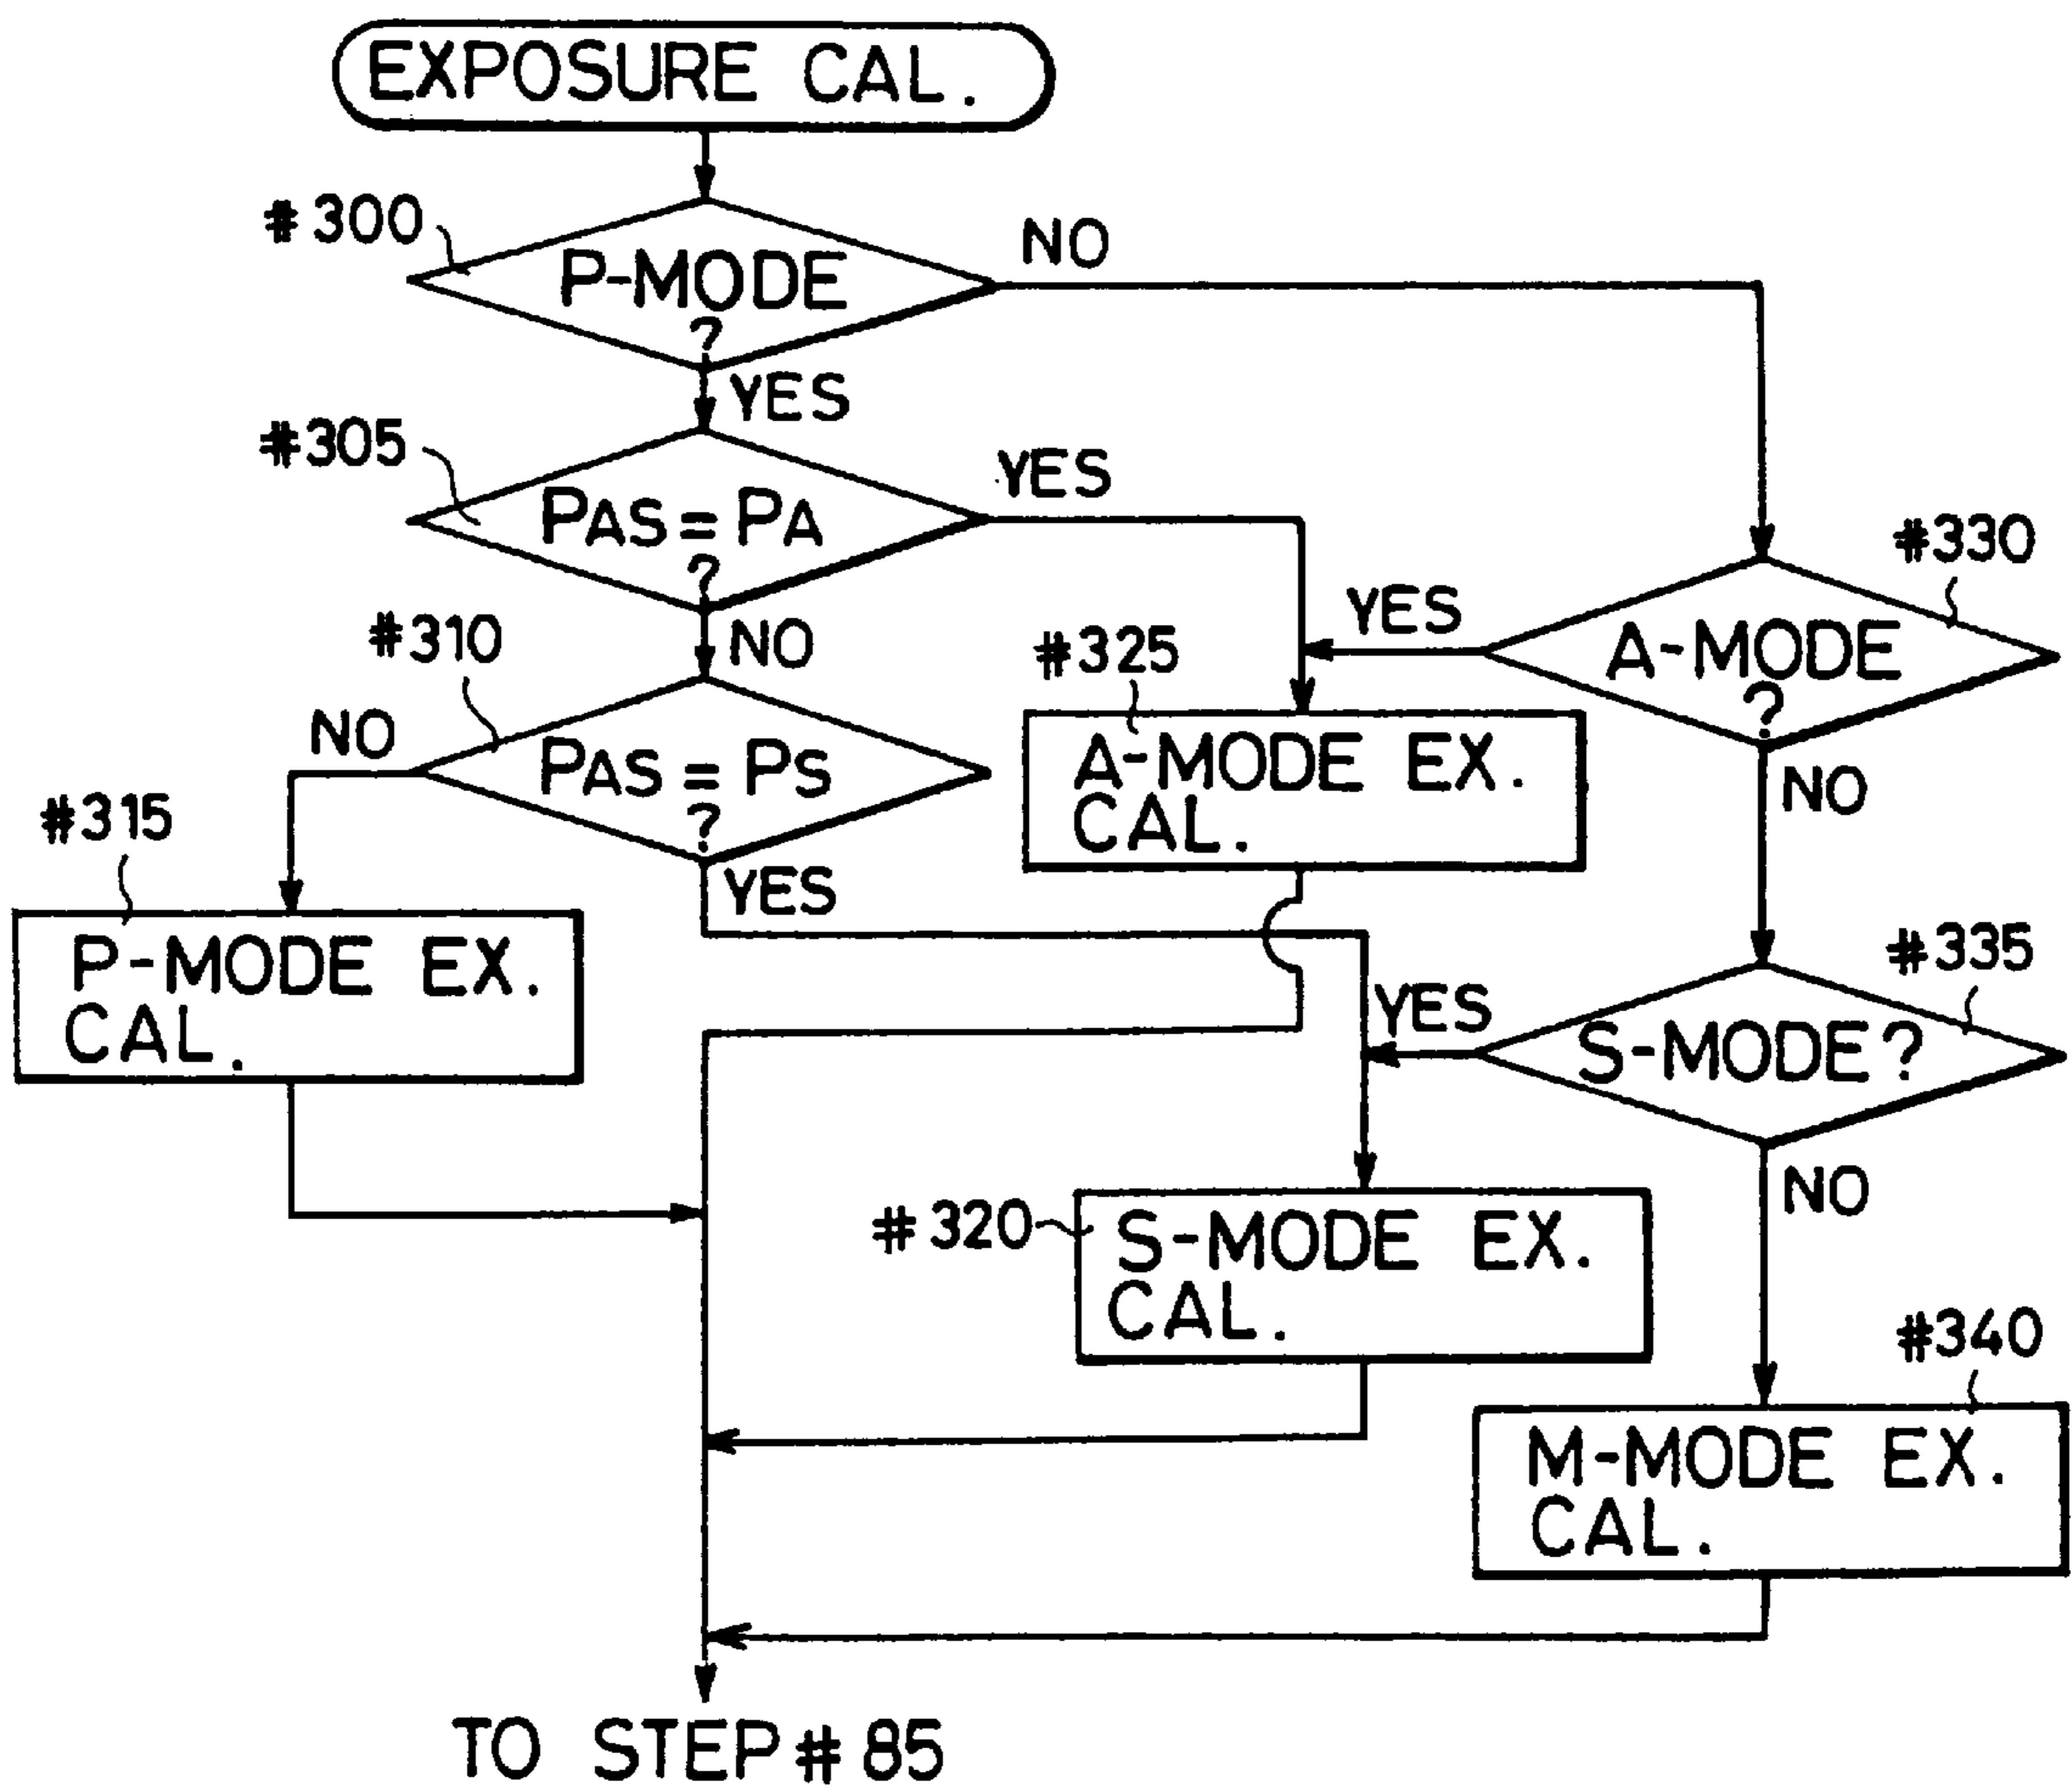 EXPOSURE CAL.
#300
P-MODE
?
NO
YES
#305
PAS = PA
?
YES
NO
#310
PAS = PS
?
NO
YES
#315
P-MODE EX.
CAL.
#325
A-MODE EX.
CAL.
#330
A-MODE
?
YES
NO
#335
S-MODE?
YES
NO
#320
S-MODE EX.
CAL.
#340
M-MODE EX.
CAL.
TO STEP # 85